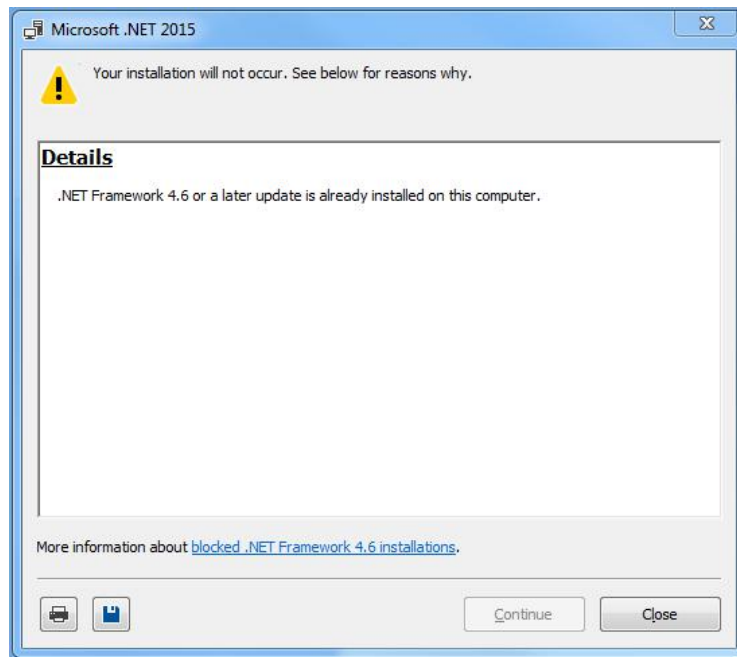 Microsoft .NET 2015
Your installation will not occur. See below for reasons why.
Details
.NET Framework 4.6 or a later update is already installed on this computer.
More information about blocked .NET Framework 4.6 installations.
Continue
Close